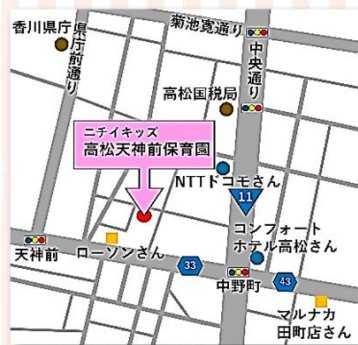 香川県庁
県庁前通り
菊池寛通り
中央通り
高松国税局
ニチイキッズ
高松天神前保育園
NTTドコモさん
11
コンフォート
ホテル高松さん
天神前
ローソンさん
33
中野町
43
マルナカ
田町店さん